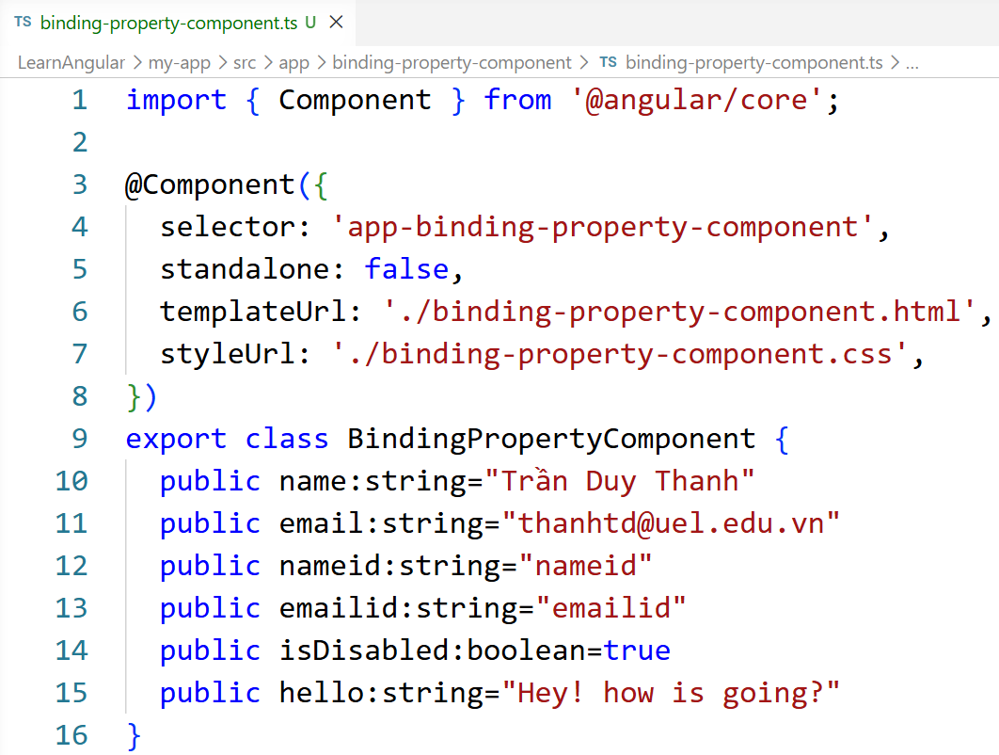 TS binding-property-component.ts U ×
LearnAngular > my-app > src > app > binding-property-component > TS binding-property-component.ts > ...
1 import { Component } from '@angular/core';
2
3 @Component({
4   selector: 'app-binding-property-component',
5   standalone: false,
6   templateUrl: './binding-property-component.html',
7   styleUrl: './binding-property-component.css',
8 })
9 export class BindingPropertyComponent {
10   public name:string="Trần Duy Thanh"
11   public email:string="thanhtd@uel.edu.vn"
12   public nameid:string="nameid"
13   public emailid:string="emailid"
14   public isDisabled:boolean=true
15   public hello:string="Hey! how is going?"
16 }